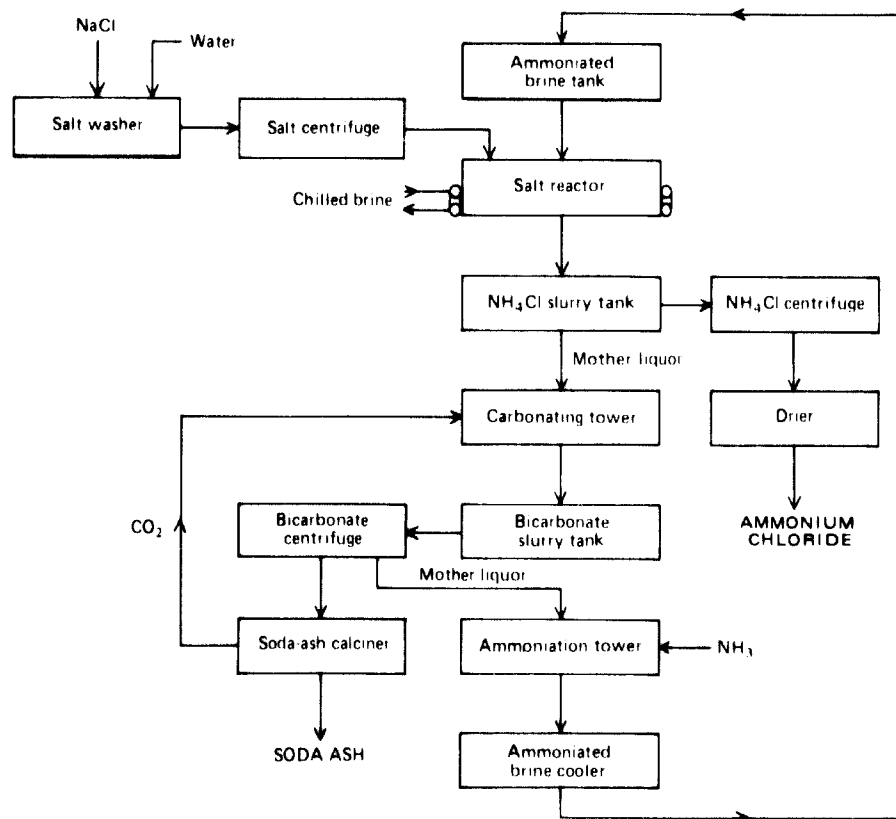 NaCl
Water
Ammoniated
brine tank
Salt washer
Salt centrifuge
Salt reactor
Chilled brine
NH₄Cl slurry tank
NH₄Cl centrifuge
Mother liquor
Carbonating tower
Drier
CO₂
Bicarbonate
centrifuge
Bicarbonate
slurry tank
AMMONIUM
CHLORIDE
Mother liquor
Soda-ash calciner
Ammoniation tower
NH₃
SODA ASH
Ammoniated
brine cooler